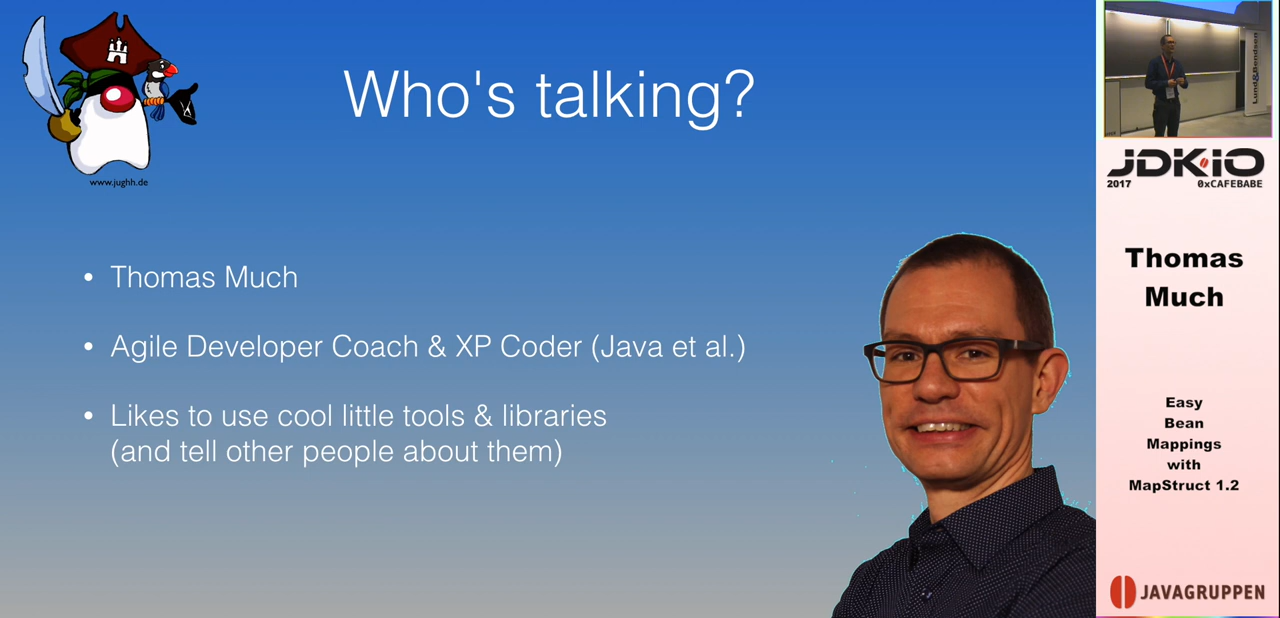 www.jughh.de
Who's talking?
• Thomas Much
• Agile Developer Coach & XP Coder (Java et al.)
• Likes to use cool little tools & libraries
(and tell other people about them)
Lund&Bendsen
JDK.IO
2017 0xCAFEBABE
Thomas
Much
Easy
Bean
Mappings
with
MapStruct 1.2
JAVAGRUPPEN